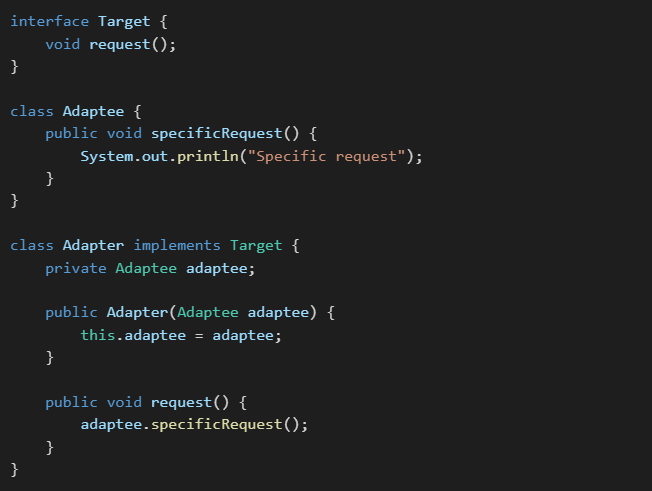 interface Target {
    void request();
}

class Adaptee {
    public void specificRequest() {
        System.out.println("Specific request");
    }
}

class Adapter implements Target {
    private Adaptee adaptee;

    public Adapter(Adaptee adaptee) {
        this.adaptee = adaptee;
    }

    public void request() {
        adaptee.specificRequest();
    }
}